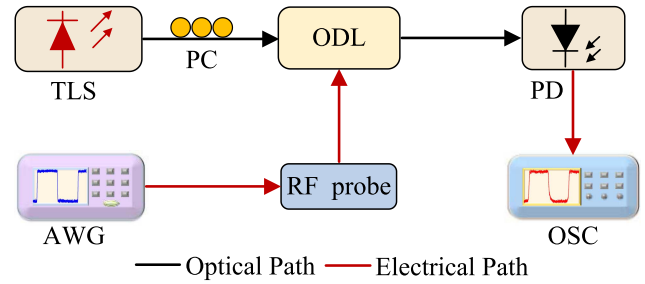 ODL
TLS
PC
PD
RF probe
AWG
OSC
Optical Path
Electrical Path